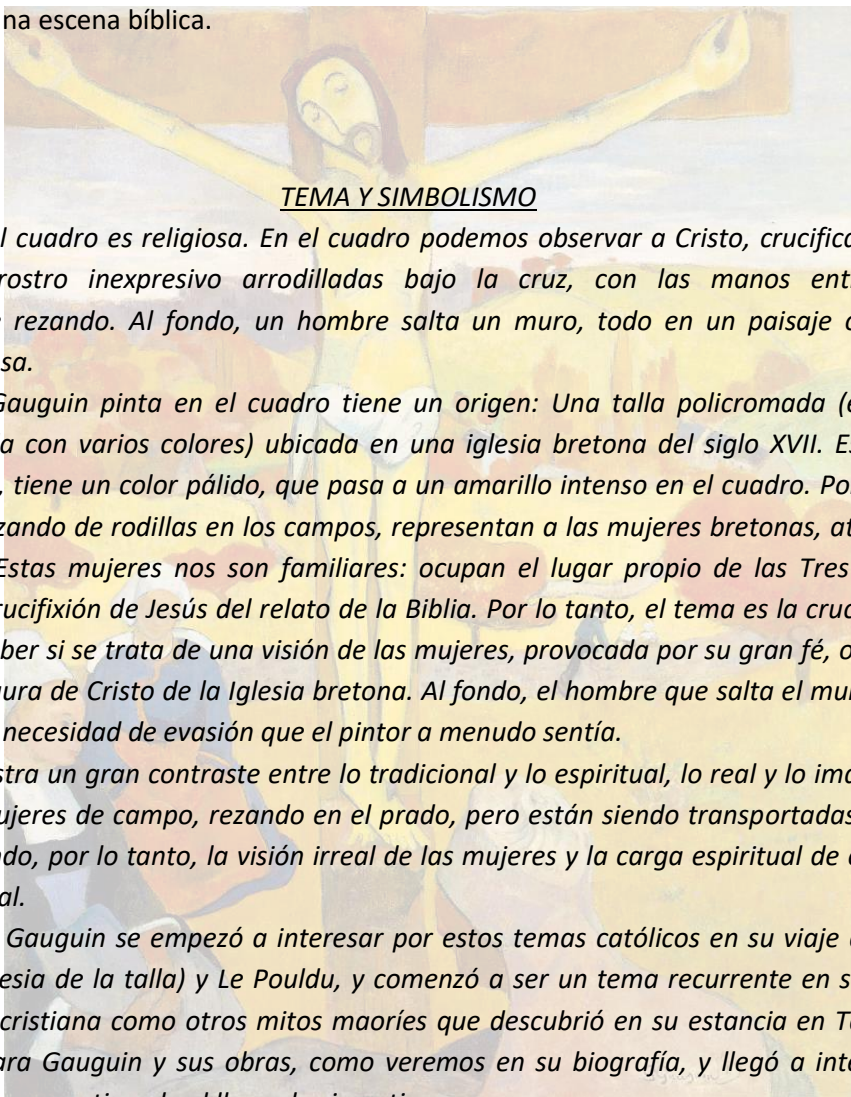 na escena bíblica.
TEMA Y SIMBOLISMO
l cuadro es religiosa. En el cuadro podemos observar a Cristo, crucifica
rostro inexpresivo arrodilladas bajo la cruz, con las manos ent
rezando. Al fondo, un hombre salta un muro, todo en un paisaje
sa.
Gauguin pinta en el cuadro tiene un origen: Una talla policromada (e
a con varios colores) ubicada en una iglesia bretona del siglo XVII. Es
, tiene un color pálido, que pasa a un amarillo intenso en el cuadro. Po
zando de rodillas en los campos, representan a las mujeres bretonas, at
Estas mujeres nos son familiares: ocupan el lugar propio de las Tres
rucifixión de Jesús del relato de la Biblia. Por lo tanto, el tema es la cruc
ber si se trata de una visión de las mujeres, provocada por su gran fé, o
ura de Cristo de la Iglesia bretona. Al fondo, el hombre que salta el mu
necesidad de evasión que el pintor a menudo sentía.
stra un gran contraste entre lo tradicional y lo espiritual, lo real y lo ima
ujeres de campo, rezando en el prado, pero están siendo transportadas
ndo, por lo tanto, la visión irreal de las mujeres y la carga espiritual de
al.
Gauguin se empezó a interesar por estos temas católicos en su viaje
esia de la talla) y Le Pouldu, y comenzó a ser un tema recurrente en s
cristiana como otros mitos maoríes que descubrió en su estancia en T
ara Gauguin y sus obras, como veremos en su biografía, y llegó a inte